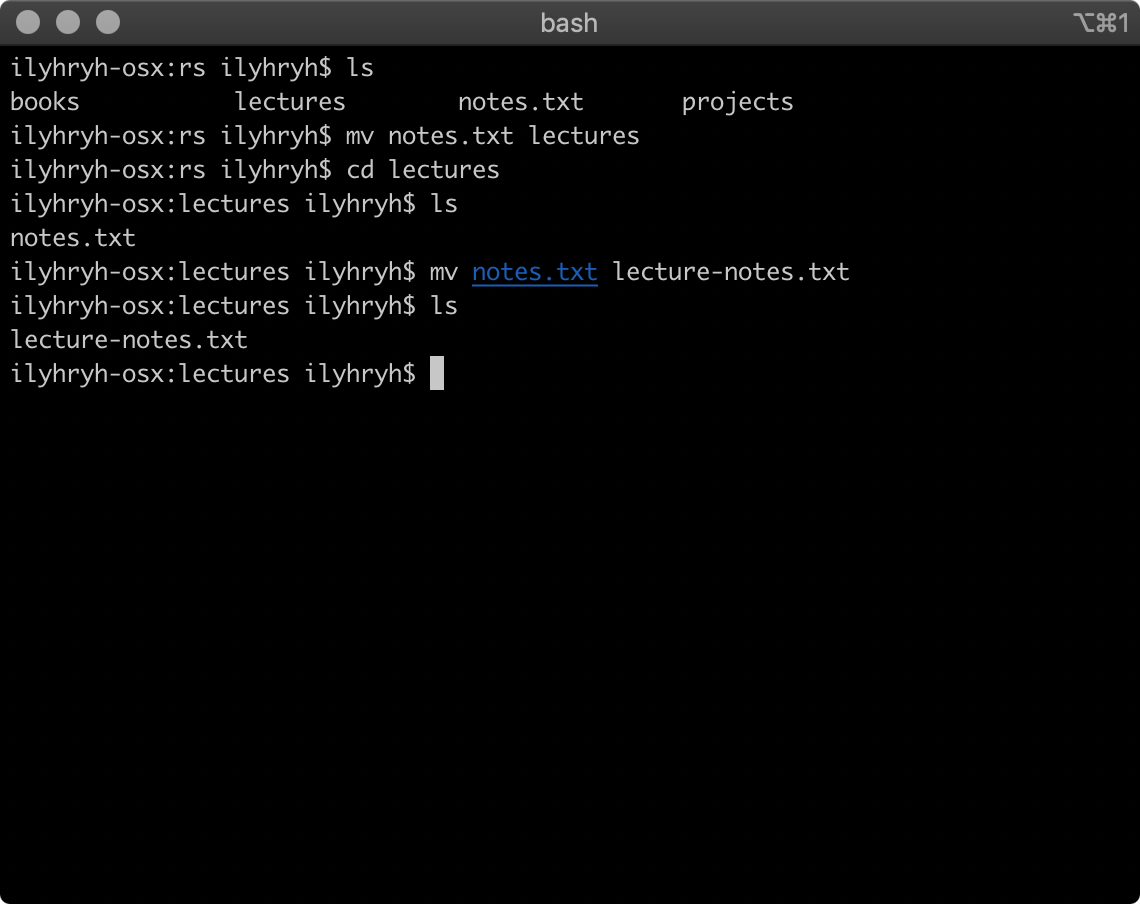 bash ⌥⌘1
ilyhryh-osx:rs ilyhryh$ ls
books lectures notes.txt projects
ilyhryh-osx:rs ilyhryh$ mv notes.txt lectures
ilyhryh-osx:rs ilyhryh$ cd lectures
ilyhryh-osx:lectures ilyhryh$ ls
notes.txt
ilyhryh-osx:lectures ilyhryh$ mv notes.txt lecture-notes.txt
ilyhryh-osx:lectures ilyhryh$ ls
lecture-notes.txt
ilyhryh-osx:lectures ilyhryh$